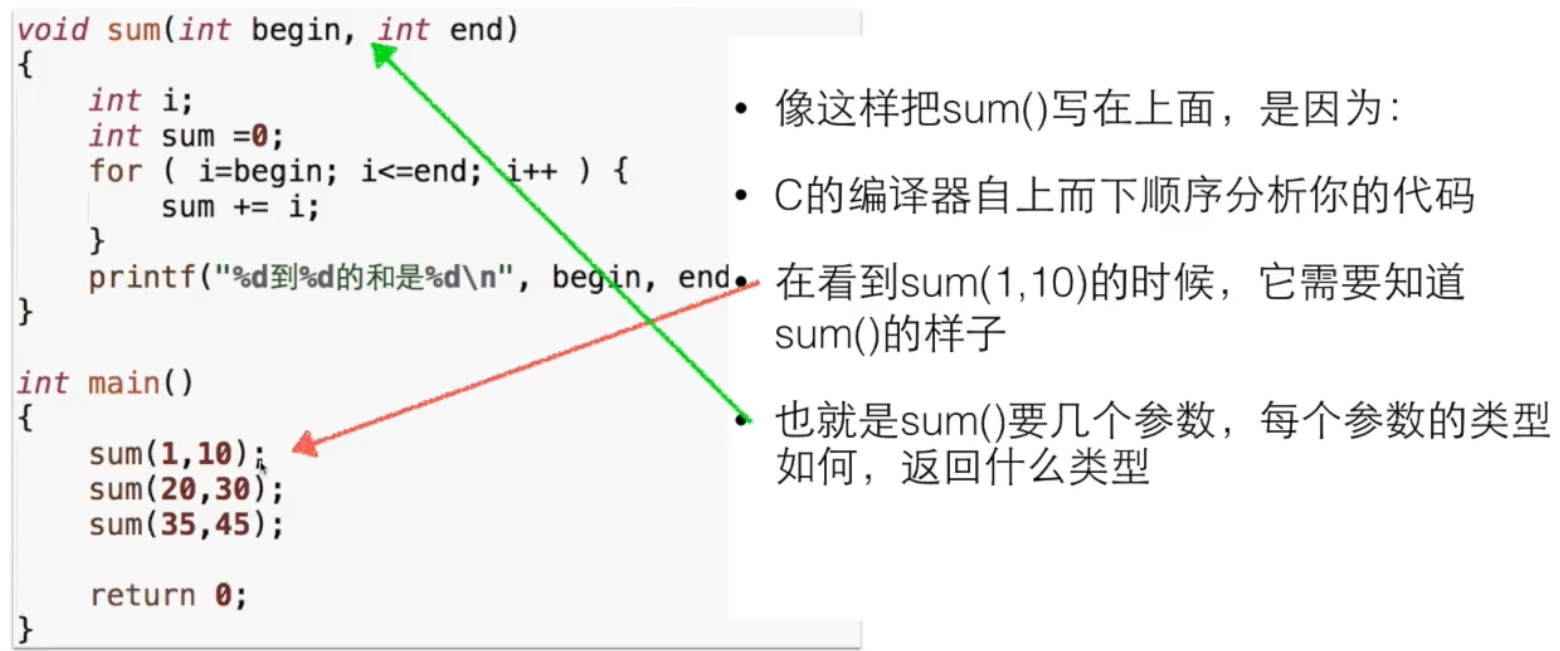 void sum(int begin, int end)
{
    int i;
    int sum =0;
    for ( i=begin; i<=end; i++ ) {
        sum += i;
    }
    printf("%d到%d的和是%d\n", begin, end
}
int main()
{
    sum(1,10);
    sum(20,30);
    sum(35,45);
    return 0;
}
• 像这样把sum()写在上面，是因为：
• C的编译器自上而下顺序分析你的代码
• 在看到sum(1,10)的时候，它需要知道
sum()的样子
• 也就是sum()要几个参数，每个参数的类型
如何，返回什么类型